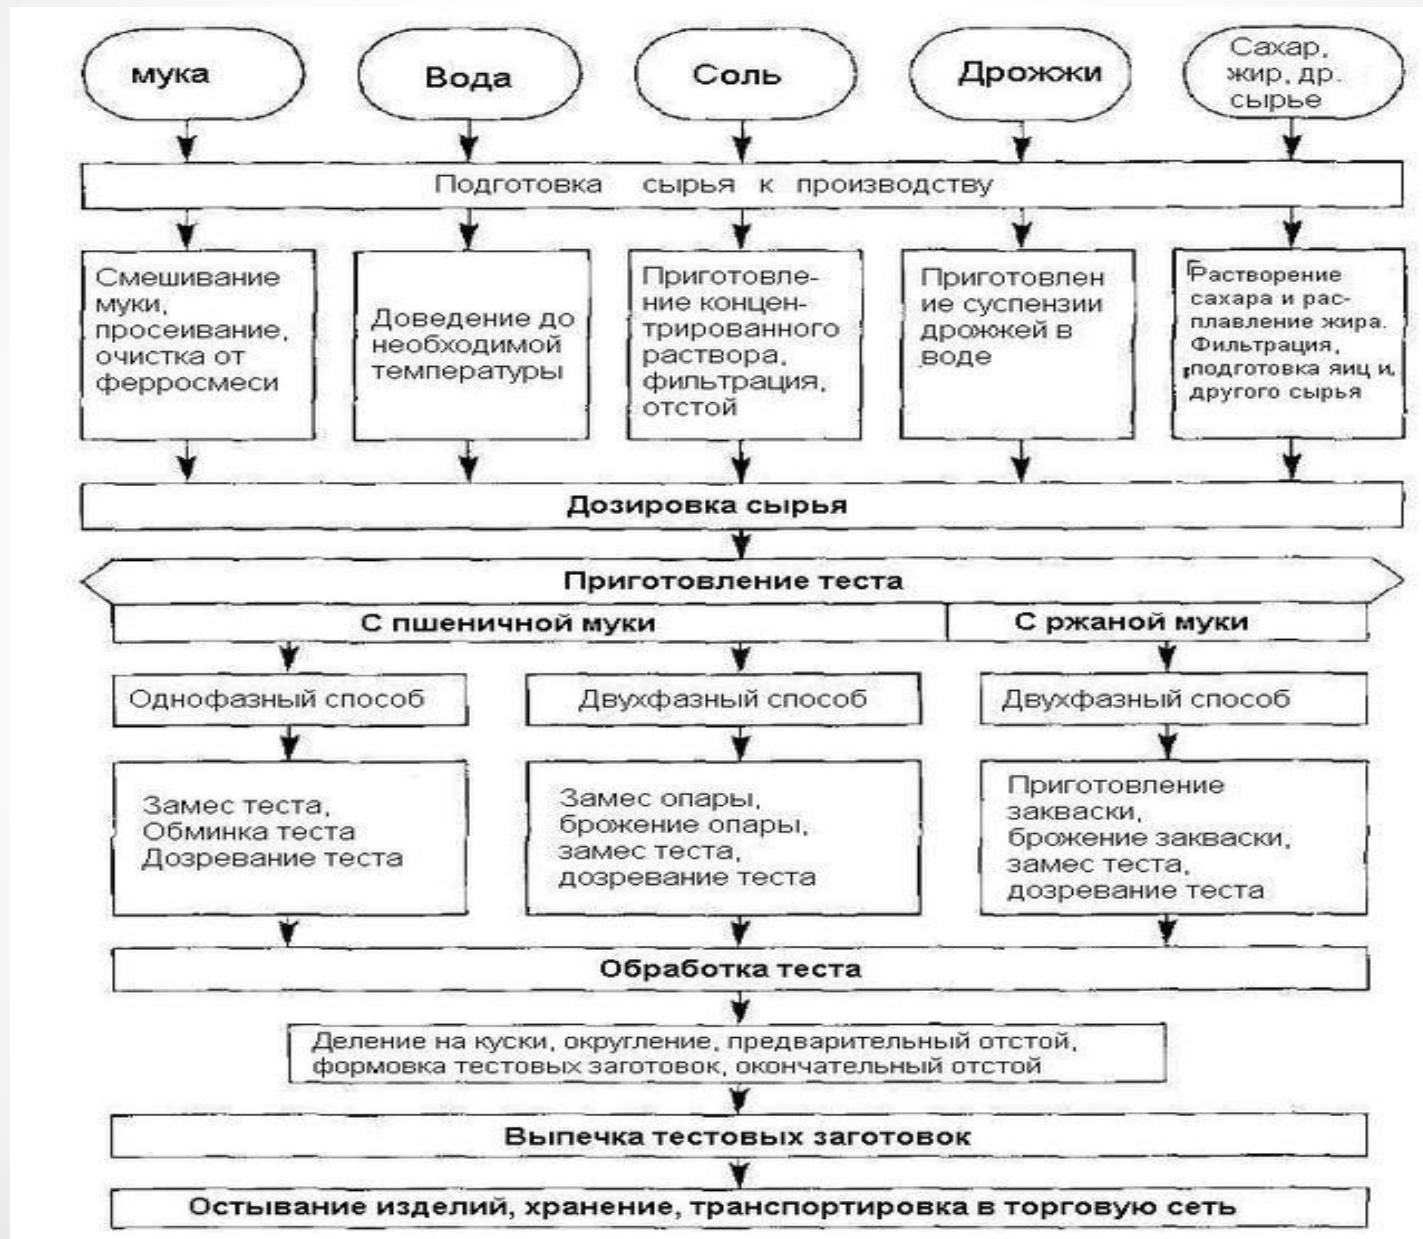 мука
Вода
Соль
Дрожжи
Сахар,
жир, др.
сырье
Подготовка сырья к производству
Смешивание
муки,
просеивание,
очистка от
ферросмеси
Доведение до
необходимой
температуры
Приготовле-
ние концен-
трированного
раствора,
фильтрация,
отстой
Приготовлен
ие суспензии
дрожжей в
воде
Растворение
сахара и рас-
плавление жира.
Фильтрация,
подготовка яиц и,
другого сырья
Дозировка сырья
Приготовление теста
С пшеничной муки
С ржаной муки
Однофазный способ
Двухфазный способ
Двухфазный способ
Замес теста,
Обминка теста
Дозревание теста
Замес опары,
брожение опары,
замес теста,
дозревание теста
Приготовление
закваски,
брожение закваски,
замес теста,
дозревание теста
Обработка теста
Деление на куски, округление, предварительный отстой,
формовка тестовых заготовок, окончательный отстой
Выпечка тестовых заготовок
Остывание изделий, хранение, транспортировка в торговую сеть